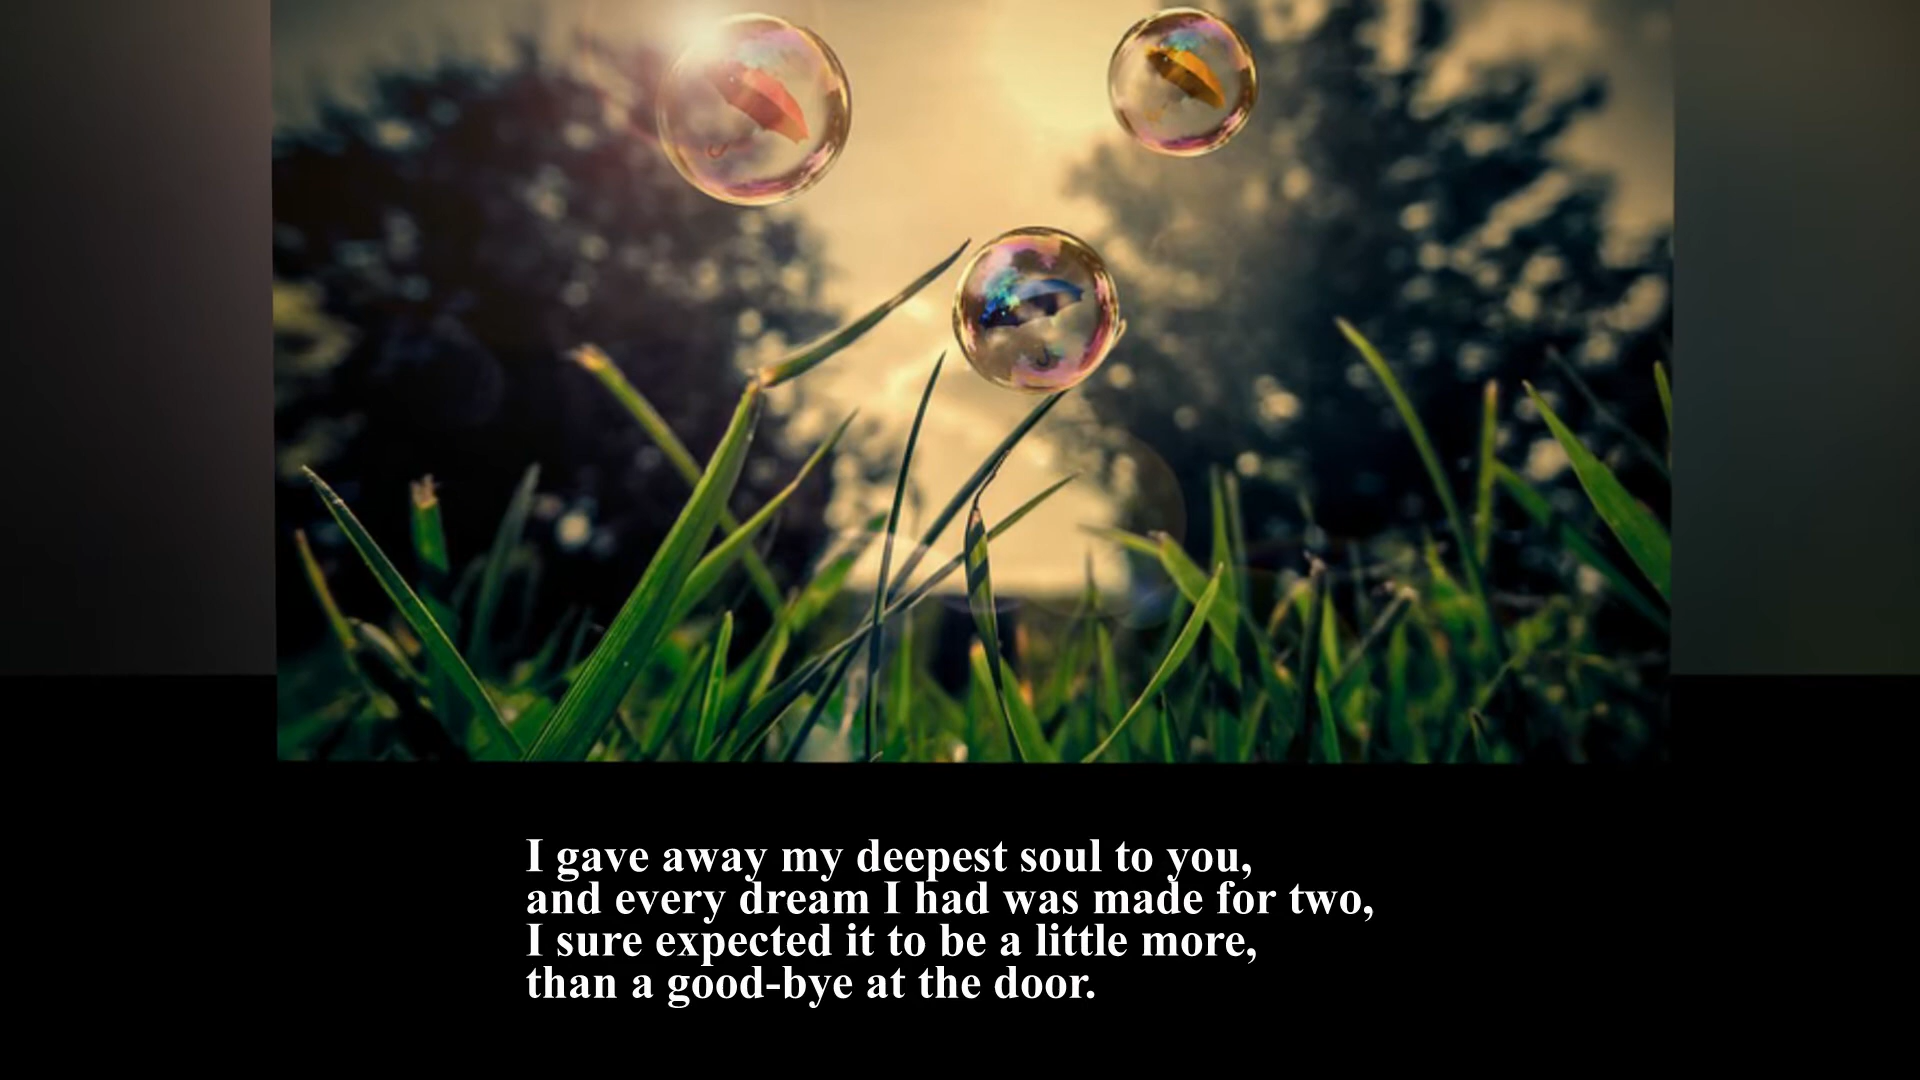 I gave away my deepest soul to you,
and every dream I had was made for two,
I sure expected it to be a little more,
than a good-bye at the door.